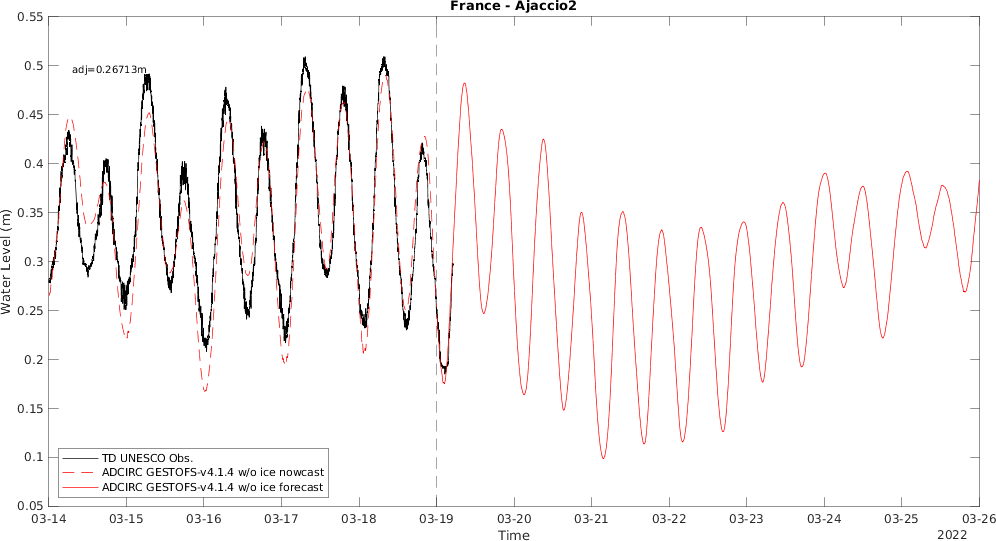 France - Ajaccio2
adj=0.26713m
Water Level (m)
0.55
0.5
0.45
0.4
0.35
0.3
0.25
0.2
0.15
0.1
0.05
TD UNESCO Obs.
ADCIRC GESTOFS-v4.1.4 w/o ice nowcast
ADCIRC GESTOFS-v4.1.4 w/o ice forecast
03-14 03-15 03-16 03-17 03-18 03-19 03-20 03-21 03-22 03-23 03-24 03-25 03-26
Time
2022